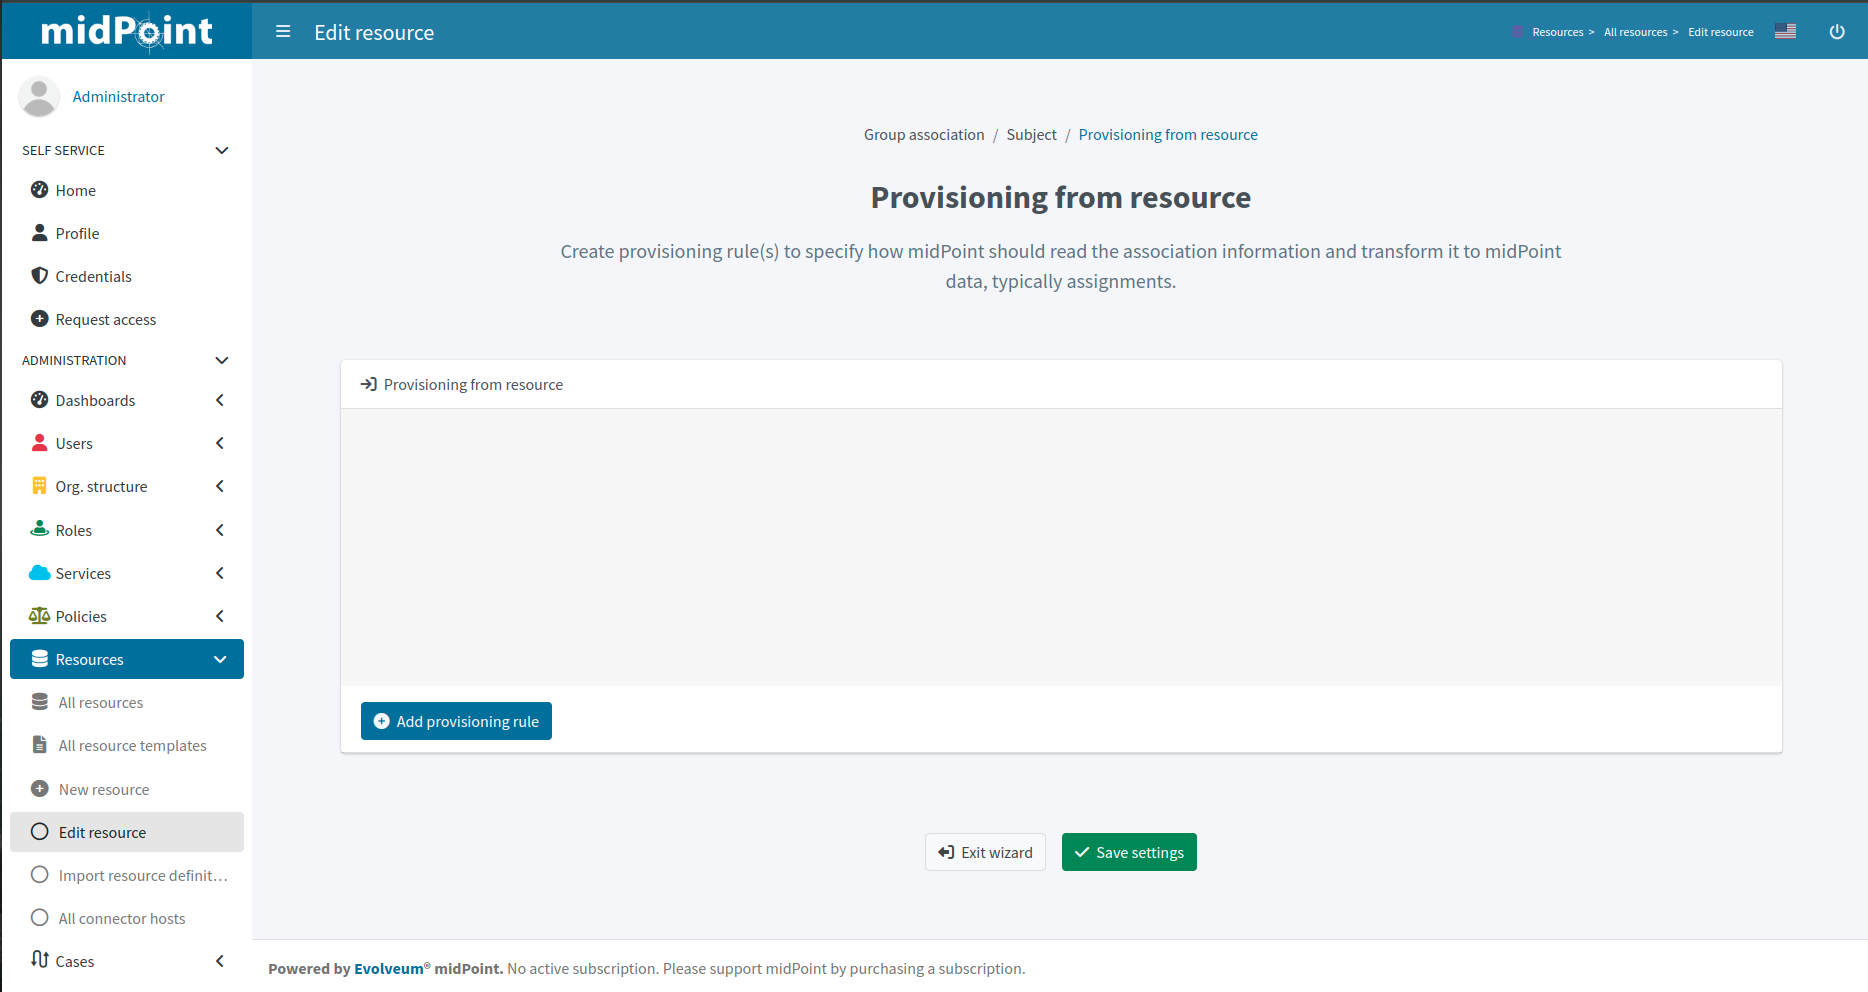 midPoint
Edit resource
Resources > All resources > Edit resource
Administrator
SELF SERVICE
Home
Profile
Credentials
Request access
ADMINISTRATION
Dashboards
Users
Org. structure
Roles
Services
Policies
Resources
All resources
All resource templates
New resource
Edit resource
Import resource definit...
All connector hosts
Cases
Group association / Subject / Provisioning from resource
Provisioning from resource
Create provisioning rule(s) to specify how midPoint should read the association information and transform it to midPoint
data, typically assignments.
Provisioning from resource
Add provisioning rule
Exit wizard
Save settings
Powered by Evolveum® midPoint. No active subscription. Please support midPoint by purchasing a subscription.